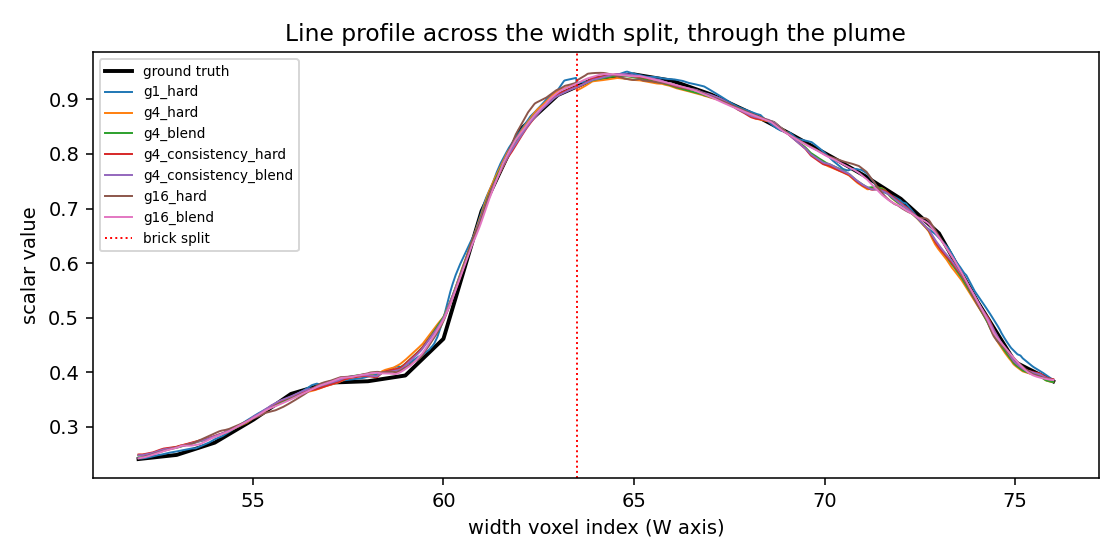 Line profile across the width split, through the plume
ground truth
g1_hard
g4_hard
g4_blend
g4_consistency_hard
g4_consistency_blend
g16_hard
g16_blend
brick split
scalar value
0.9
0.8
0.7
0.6
0.5
0.4
0.3
55 60 65 70 75
width voxel index (W axis)